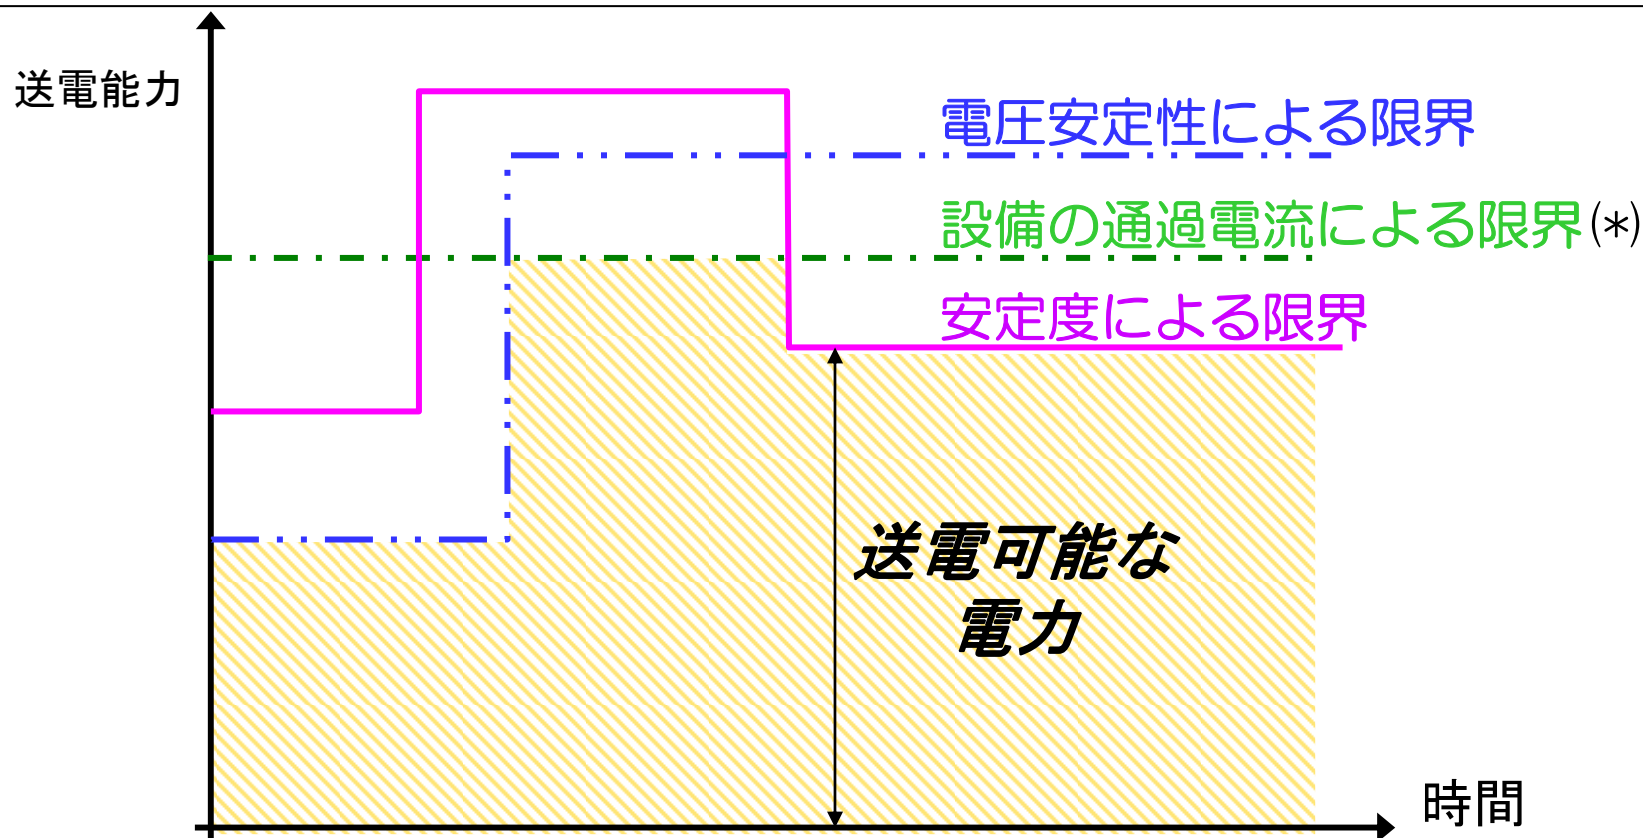 送電能力
電圧安定性による限界
設備の通過電流による限界(*)
安定度による限界
送電可能な
電力
時間